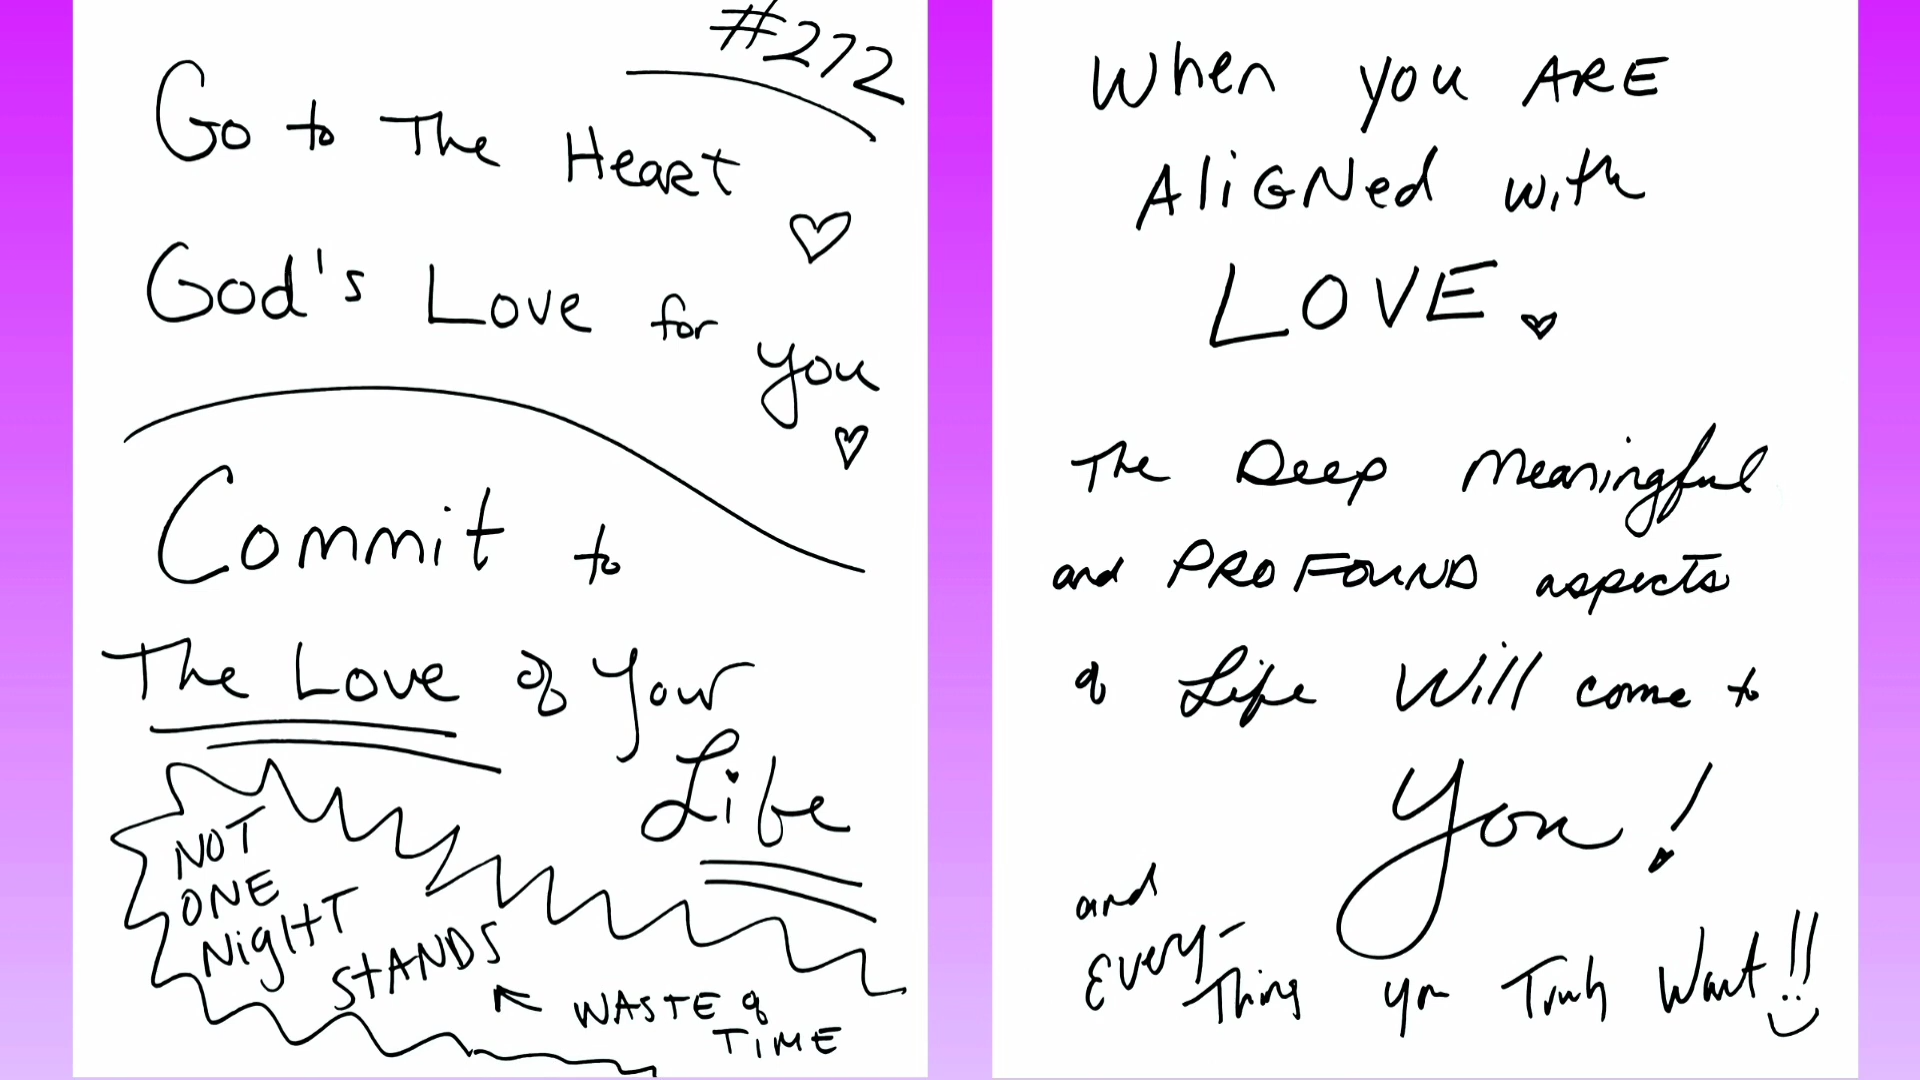 #272
Go to The Heart
God's Love for
you
Commit to
The Love of Your
Life
NOT
ONE
NigHT
STANDS
WASTE of
TIME
When you ARE
AliGNed with
LOVE.
The Deep Meaningful
and PROFOUND aspects
of Life Will come to
You!
and
Every-
Thing you Truly Want!!